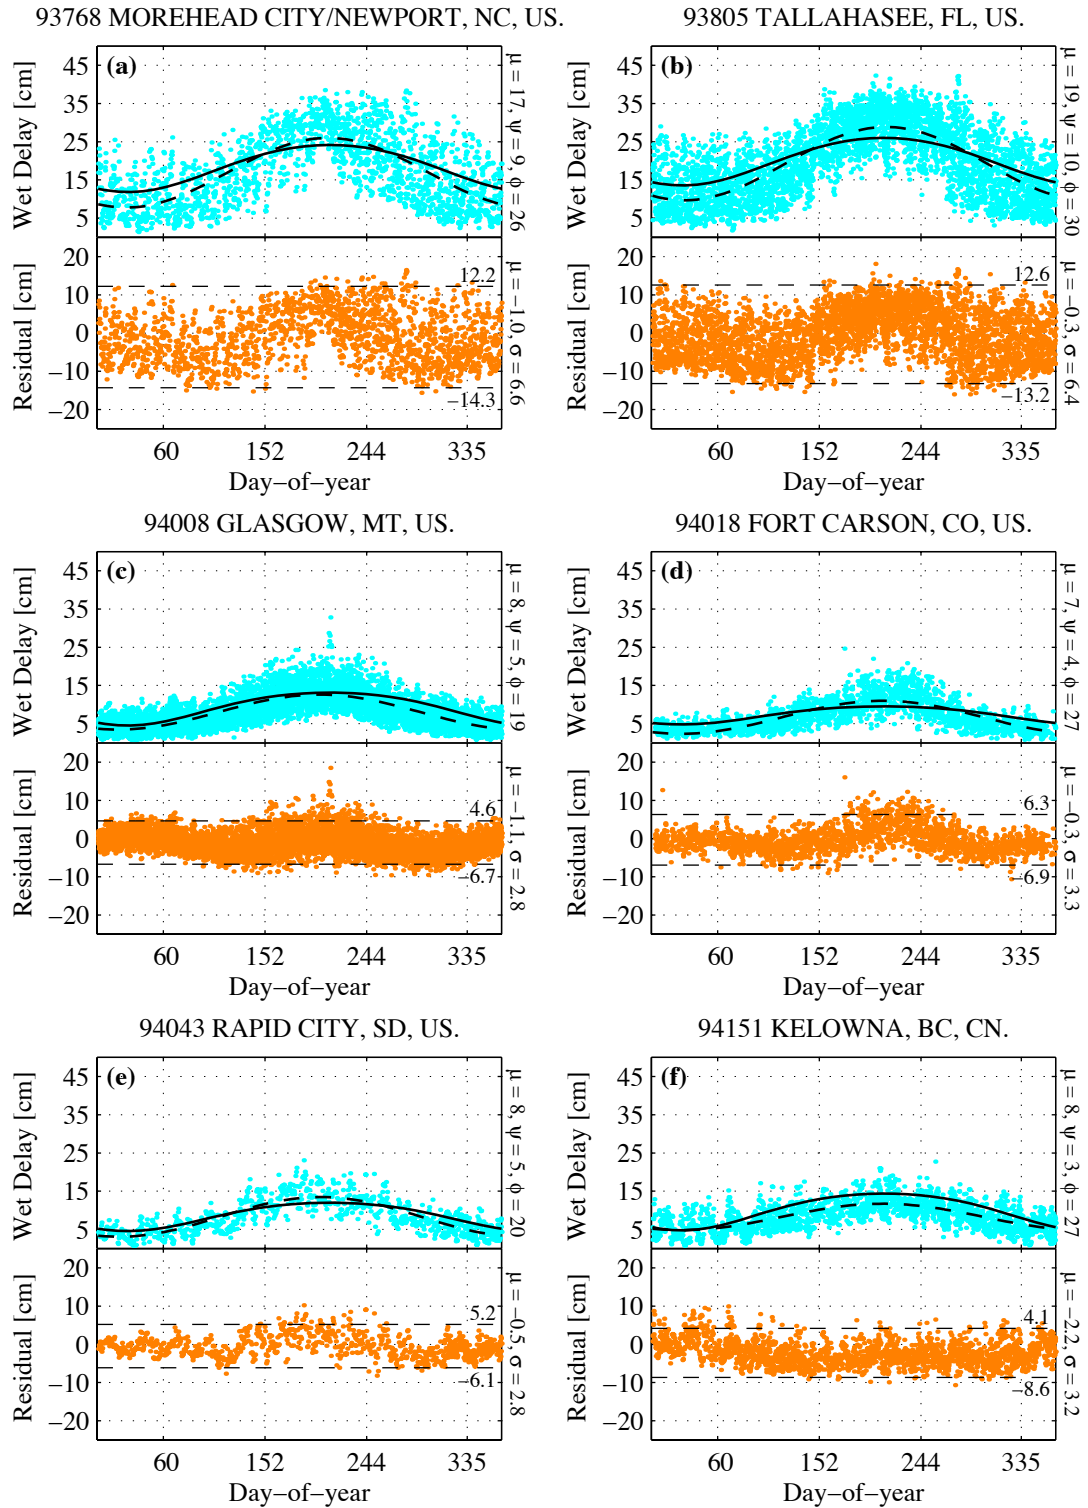 93768 MOREHEAD CITY/NEWPORT, NC, US.
(a)
Wet Delay [cm]
45
35
25
15
5
μ = 17, ψ = 9, ϕ = 26
Residual [cm]
20
10
0
−10
−20
12.2
−14.3
μ = −1.0, σ = 6.6
60 152 244 335
Day−of−year
93805 TALLAHASEE, FL, US.
(b)
Wet Delay [cm]
45
35
25
15
5
μ = 19, ψ = 10, ϕ = 30
Residual [cm]
20
10
0
−10
−20
12.6
−13.2
μ = −0.3, σ = 6.4
60 152 244 335
Day−of−year
94008 GLASGOW, MT, US.
(c)
Wet Delay [cm]
45
35
25
15
5
μ = 8, ψ = 5, ϕ = 19
Residual [cm]
20
10
0
−10
−20
4.6
−6.7
μ = −1.1, σ = 2.8
60 152 244 335
Day−of−year
94018 FORT CARSON, CO, US.
(d)
Wet Delay [cm]
45
35
25
15
5
μ = 7, ψ = 4, ϕ = 27
Residual [cm]
20
10
0
−10
−20
6.3
−6.9
μ = −0.3, σ = 3.3
60 152 244 335
Day−of−year
94043 RAPID CITY, SD, US.
(e)
Wet Delay [cm]
45
35
25
15
5
μ = 8, ψ = 5, ϕ = 20
Residual [cm]
20
10
0
−10
−20
5.2
−6.1
μ = −0.5, σ = 2.8
60 152 244 335
Day−of−year
94151 KELOWNA, BC, CN.
(f)
Wet Delay [cm]
45
35
25
15
5
μ = 8, ψ = 3, ϕ = 27
Residual [cm]
20
10
0
−10
−20
4.1
−8.6
μ = −2.2, σ = 3.2
60 152 244 335
Day−of−year